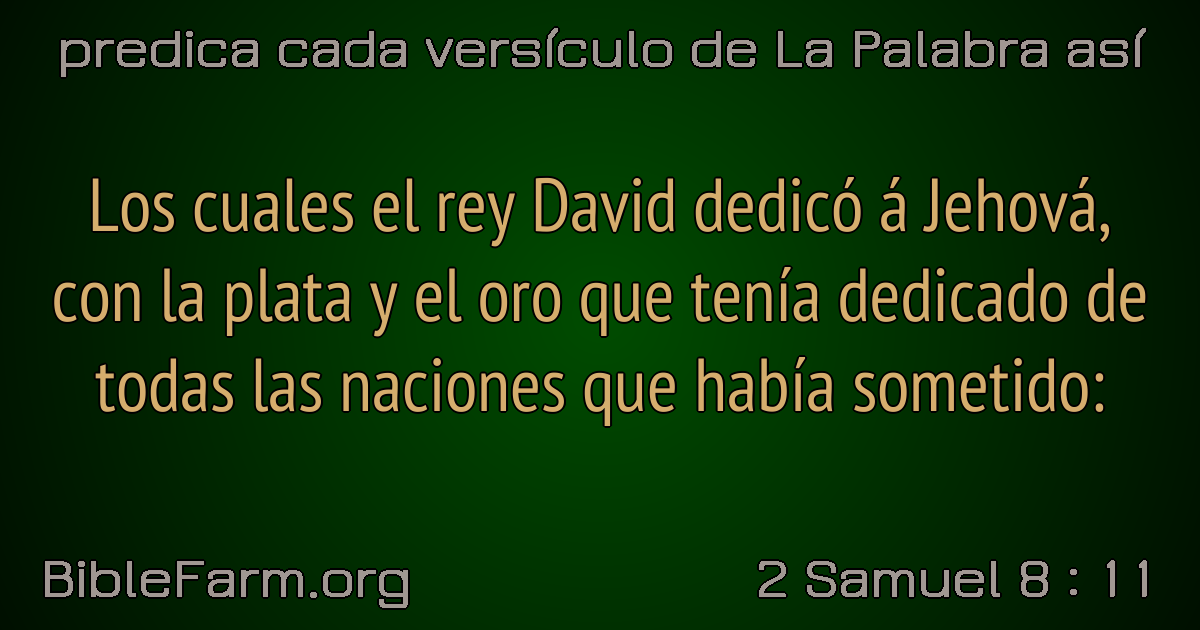 predica cada versículo de La Palabra así
Los cuales el rey David dedicó á Jehová,
con la plata y el oro que tenía dedicado de
todas las naciones que había sometido:
BibleFarm.org
2 Samuel 8 : 11